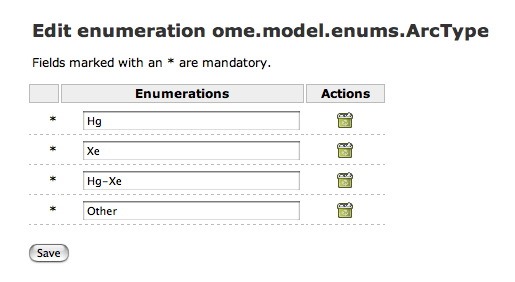 Edit enumeration ome.model.enums.ArcType
Fields marked with an * are mandatory.
Enumerations Actions
* Hg
* Xe
* Hg-Xe
* Other
Save